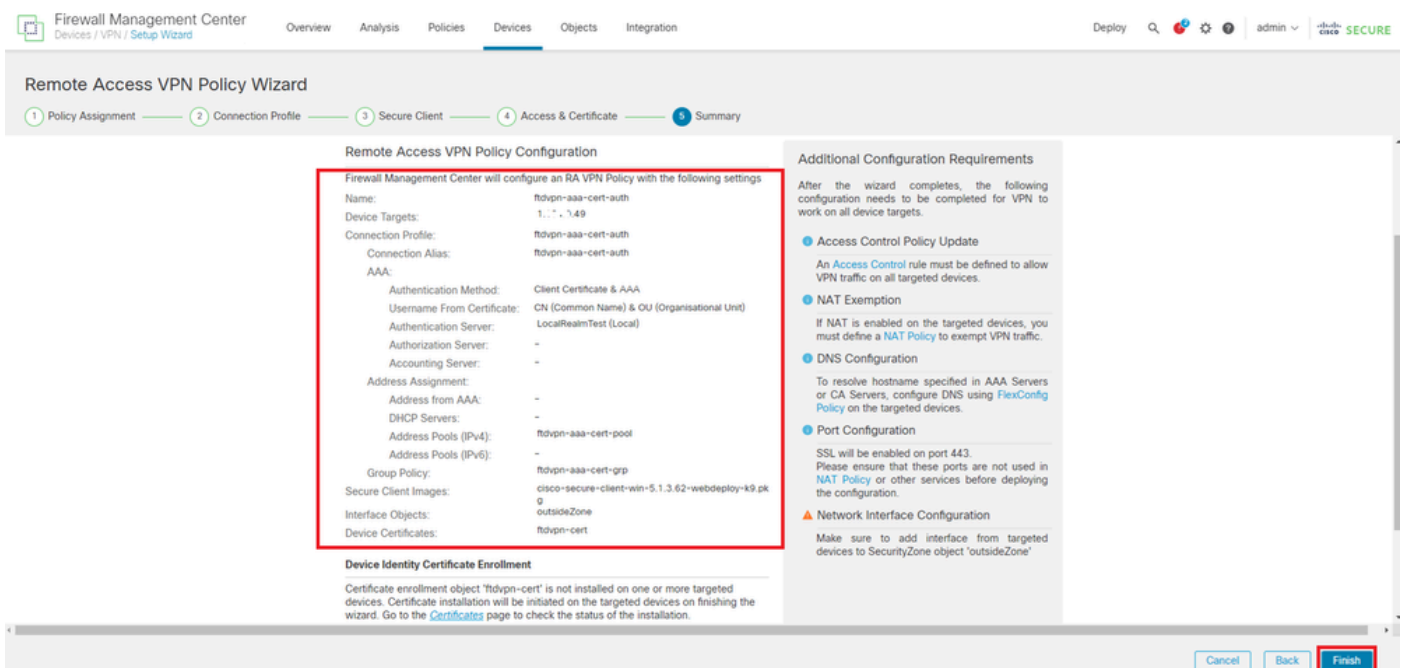 Firewall Management Center
Devices / VPN / Setup Wizard
Overview Analysis Policies Devices Objects Integration
Deploy admin cisco SECURE
Remote Access VPN Policy Wizard
1 Policy Assignment 2 Connection Profile 3 Secure Client 4 Access & Certificate 5 Summary
Remote Access VPN Policy Configuration
Firewall Management Center will configure an RA VPN Policy with the following settings
Name: ftdvpn-aaa-cert-auth
Device Targets: .49
Connection Profile: ftdvpn-aaa-cert-auth
Connection Alias: ftdvpn-aaa-cert-auth
AAA:
Authentication Method: Client Certificate & AAA
Username From Certificate: CN (Common Name) & OU (Organisational Unit)
Authentication Server: LocalRealmTest (Local)
Authorization Server: -
Accounting Server: -
Address Assignment:
Address from AAA: -
DHCP Servers: -
Address Pools (IPv4): ftdvpn-aaa-cert-pool
Address Pools (IPv6): -
Group Policy: ftdvpn-aaa-cert-grp
Secure Client Images: cisco-secure-client-win-5.1.3.62-webdeploy-k9.pk
g
Interface Objects: outsideZone
Device Certificates: ftdvpn-cert
Device Identity Certificate Enrollment
Certificate enrollment object 'ftdvpn-cert' is not installed on one or more targeted
devices. Certificate installation will be initiated on the targeted devices on finishing the
wizard. Go to the Certificates page to check the status of the installation.
Additional Configuration Requirements
After the wizard completes, the following
configuration needs to be completed for VPN to
work on all device targets.
Access Control Policy Update
An Access Control rule must be defined to allow
VPN traffic on all targeted devices.
NAT Exemption
If NAT is enabled on the targeted devices, you
must define a NAT Policy to exempt VPN traffic.
DNS Configuration
To resolve hostname specified in AAA Servers
or CA Servers, configure DNS using FlexConfig
Policy on the targeted devices.
Port Configuration
SSL will be enabled on port 443.
Please ensure that these ports are not used in
NAT Policy or other services before deploying
the configuration.
Network Interface Configuration
Make sure to add interface from targeted
devices to SecurityZone object 'outsideZone'
Cancel Back Finish